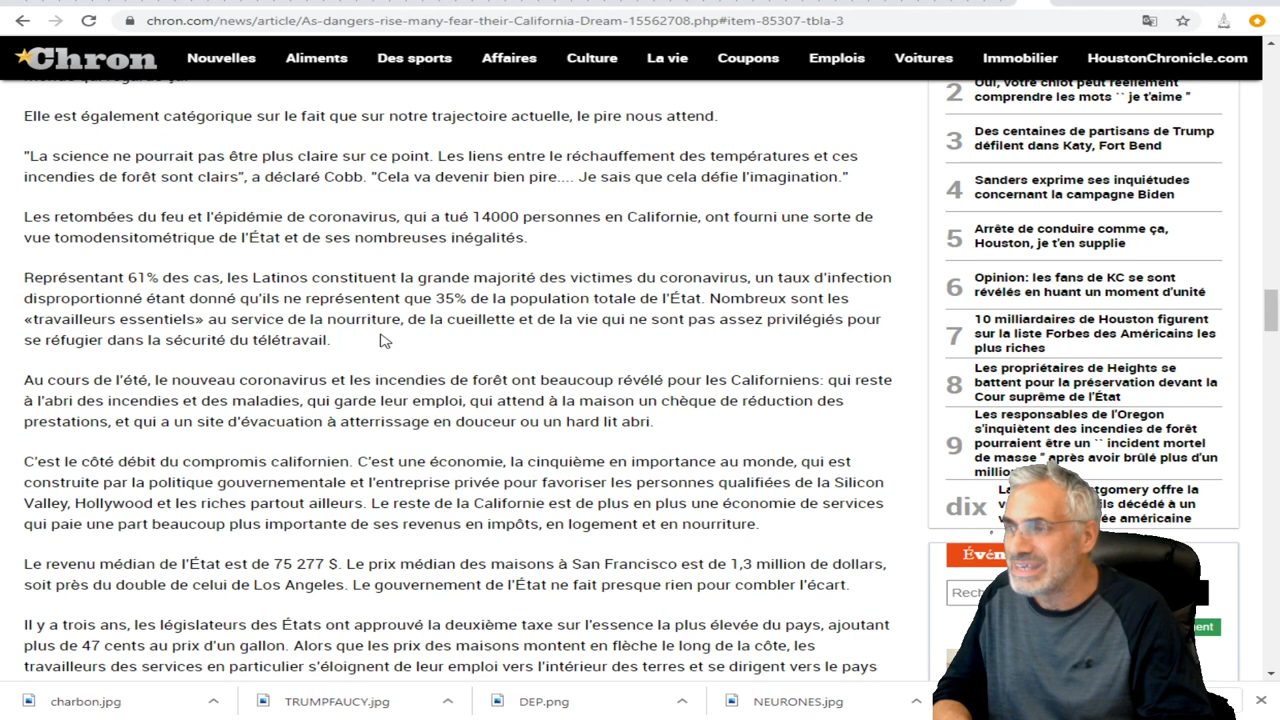 chron.com/news/article/As-dangers-rise-many-fear-their-California-Dream-15562708.php#item-85307-tbla-3
Chron
Nouvelles
Aliments
Des sports
Affaires
Culture
La vie
Coupons
Emplois
Voitures
Immobilier
HoustonChronicle.com
Elle est également catégorique sur le fait que sur notre trajectoire actuelle, le pire nous attend.
"La science ne pourrait pas être plus claire sur ce point. Les liens entre le réchauffement des températures et ces
incendies de forêt sont clairs", a déclaré Cobb. "Cela va devenir bien pire.... Je sais que cela défie l'imagination."
Les retombées du feu et l'épidémie de coronavirus, qui a tué 14000 personnes en Californie, ont fourni une sorte de
vue tomodensitométrique de l'État et de ses nombreuses inégalités.
Représentant 61% des cas, les Latinos constituent la grande majorité des victimes du coronavirus, un taux d'infection
disproportionné étant donné qu'ils ne représentent que 35% de la population totale de l'État. Nombreux sont les
«travailleurs essentiels» au service de la nourriture, de la cueillette et de la vie qui ne sont pas assez privilégiés pour
se réfugier dans la sécurité du télétravail.
Au cours de l'été, le nouveau coronavirus et les incendies de forêt ont beaucoup révélé pour les Californiens: qui reste
à l'abri des incendies et des maladies, qui garde leur emploi, qui attend à la maison un chèque de réduction des
prestations, et qui a un site d'évacuation à atterrissage en douceur ou un hard lit abri.
C'est le côté débit du compromis californien. C'est une économie, la cinquième en importance au monde, qui est
construite par la politique gouvernementale et l'entreprise privée pour favoriser les personnes qualifiées de la Silicon
Valley, Hollywood et les riches partout ailleurs. Le reste de la Californie est de plus en plus une économie de services
qui paie une part beaucoup plus importante de ses revenus en impôts, en logement et en nourriture.
Le revenu médian de l'État est de 75 277 $. Le prix médian des maisons à San Francisco est de 1,3 million de dollars,
soit près du double de celui de Los Angeles. Le gouvernement de l'État ne fait presque rien pour combler l'écart.
Il y a trois ans, les législateurs des États ont approuvé la deuxième taxe sur l'essence la plus élevée du pays, ajoutant
plus de 47 cents au prix d'un gallon. Alors que les prix des maisons montent en flèche le long de la côte, les
travailleurs des services en particulier s'éloignent de leur emploi vers l'intérieur des terres et se dirigent vers le pays
2
Oui, votre chiot peut réellement
comprendre les mots `` je t'aime ''
3
Des centaines de partisans de Trump
défilent dans Katy, Fort Bend
4
Sanders exprime ses inquiétudes
concernant la campagne Biden
5
Arrête de conduire comme ça,
Houston, je t'en supplie
6
Opinion: les fans de KC se sont
révélés en huant un moment d'unité
7
10 milliardaires de Houston figurent
sur la liste Forbes des Américains les
plus riches
8
Les propriétaires de Heights se
battent pour la préservation devant la
Cour suprême de l'État
9
Les responsables de l'Oregon
s'inquiètent des incendies de forêt
pourraient être un `` incident mortel
de masse '' après avoir brûlé plus d'un
dix
offre la
décédé à un
américaine
charbon.jpg
TRUMPFAUCY.jpg
DEP.png
NEURONES.jpg